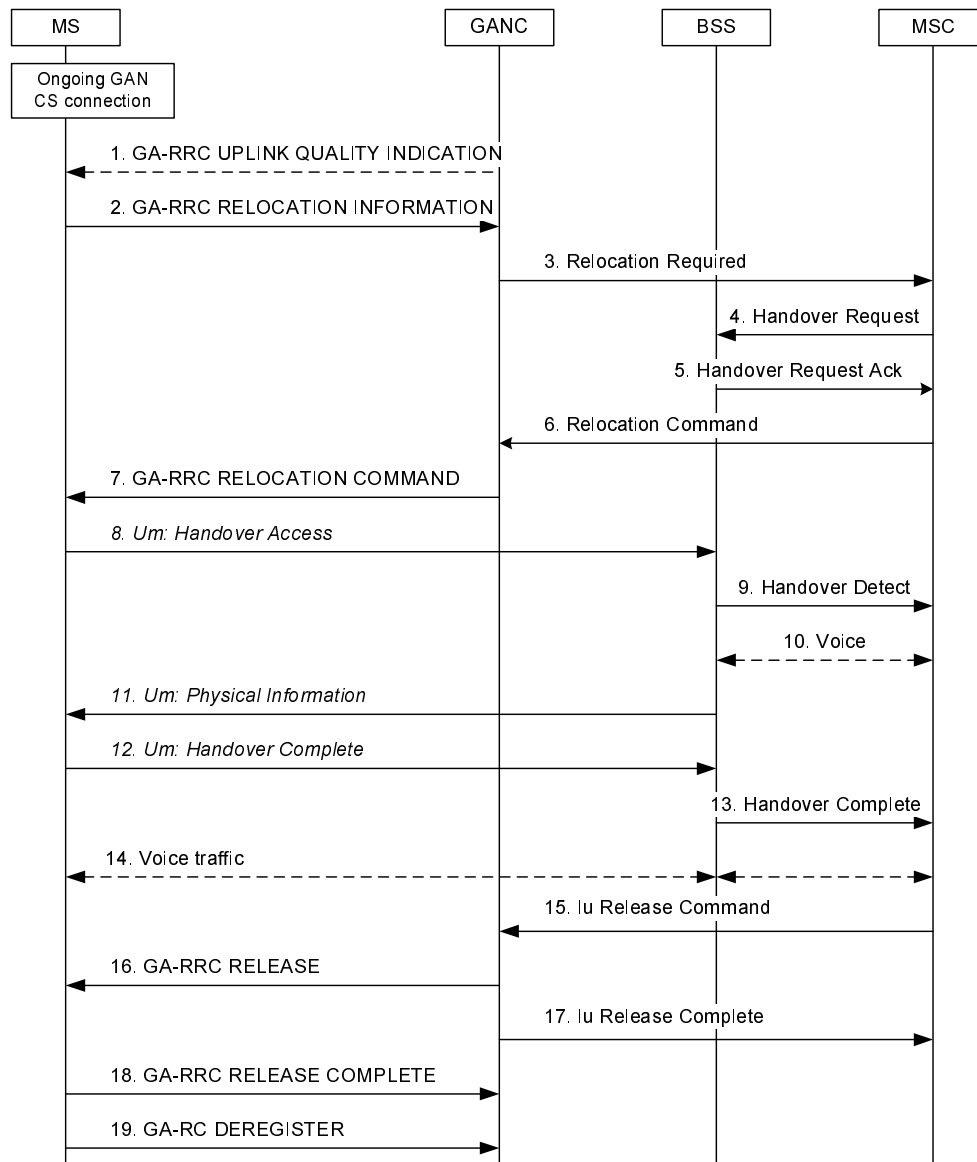 MS
GANC
BSS
MSC
Ongoing GAN
CS connection
1. GA-RRC UPLINK QUALITY INDICATION
2. GA-RRC RELOCATION INFORMATION
3. Relocation Required
4. Handover Request
5. Handover Request Ack
6. Relocation Command
7. GA-RRC RELOCATION COMMAND
8. Um: Handover Access
9. Handover Detect
10. Voice
11. Um: Physical Information
12. Um: Handover Complete
13. Handover Complete
14. Voice traffic
15. Iu Release Command
16. GA-RRC RELEASE
17. Iu Release Complete
18. GA-RRC RELEASE COMPLETE
19. GA-RC DEREGISTER